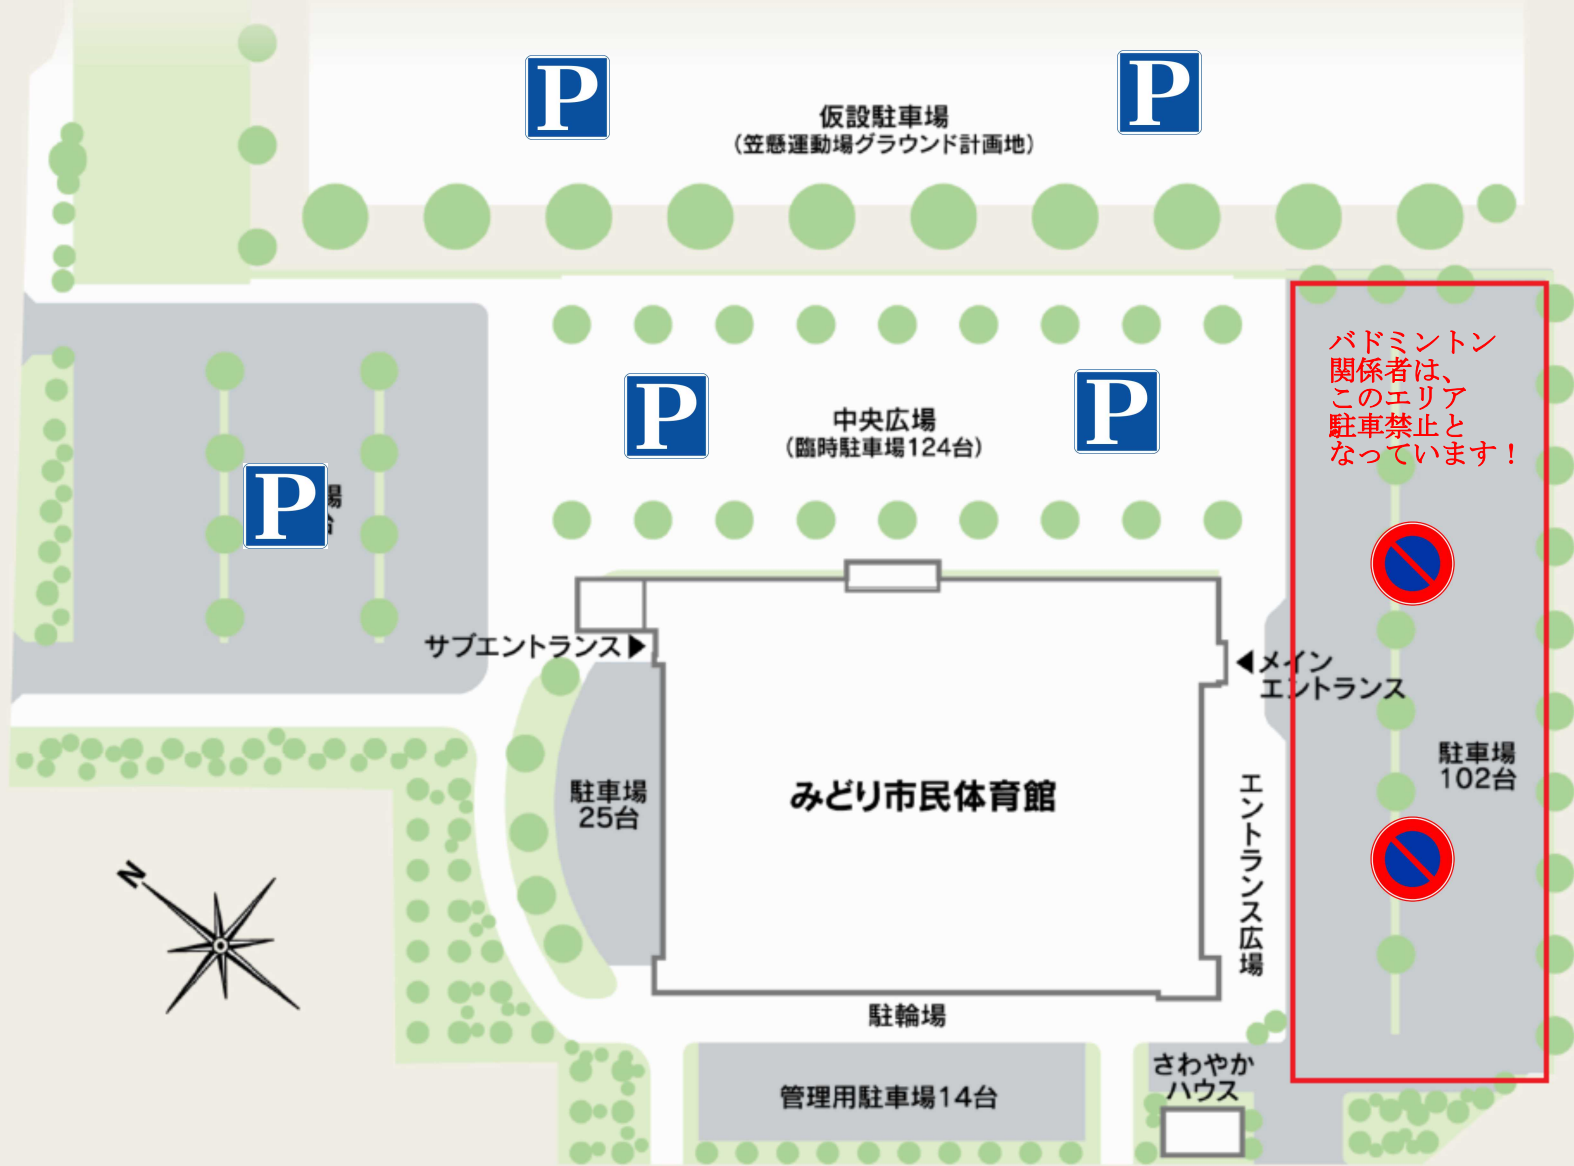 P
P
仮設駐車場
（笠懸運動場グラウンド計画地）
バドミントン
関係者は、
このエリア
駐車禁止と
なっています！
P
P
中央広場
（臨時駐車場124台）
P
場
台
サブエントランス▶
◀メイン
エントランス
駐車場
102台
駐車場
25台
みどり市民体育館
エントランス広場
N
駐輪場
管理用駐車場14台
さわやか
ハウス